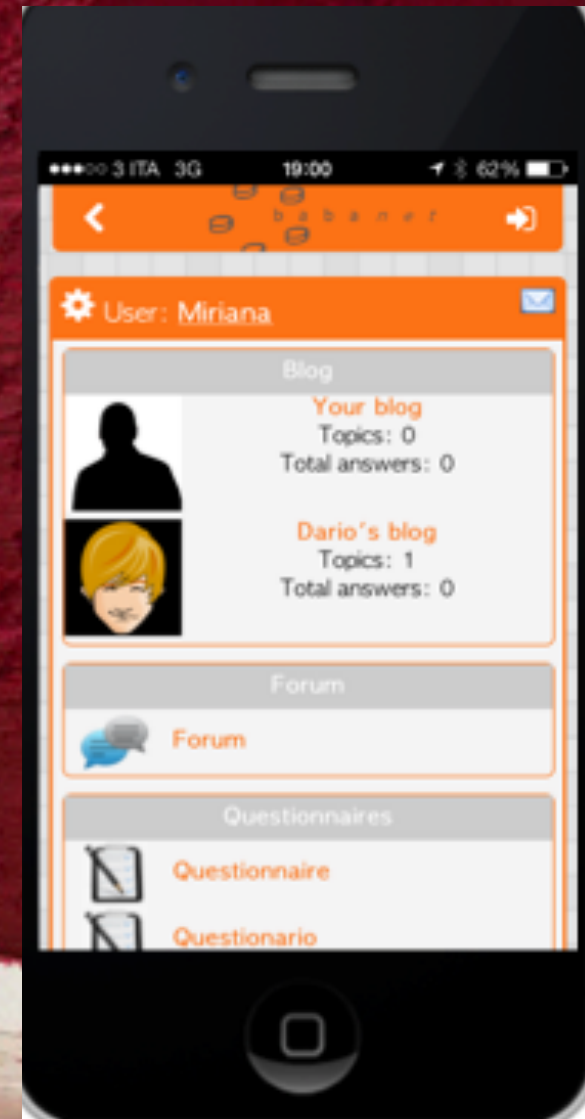 3 ITA 3G 19:00 62%
babanet
User: Miriana
Blog
Your blog
Topics: 0
Total answers: 0
Dario's blog
Topics: 1
Total answers: 0
Forum
Forum
Questionnaires
Questionnaire
Questionario